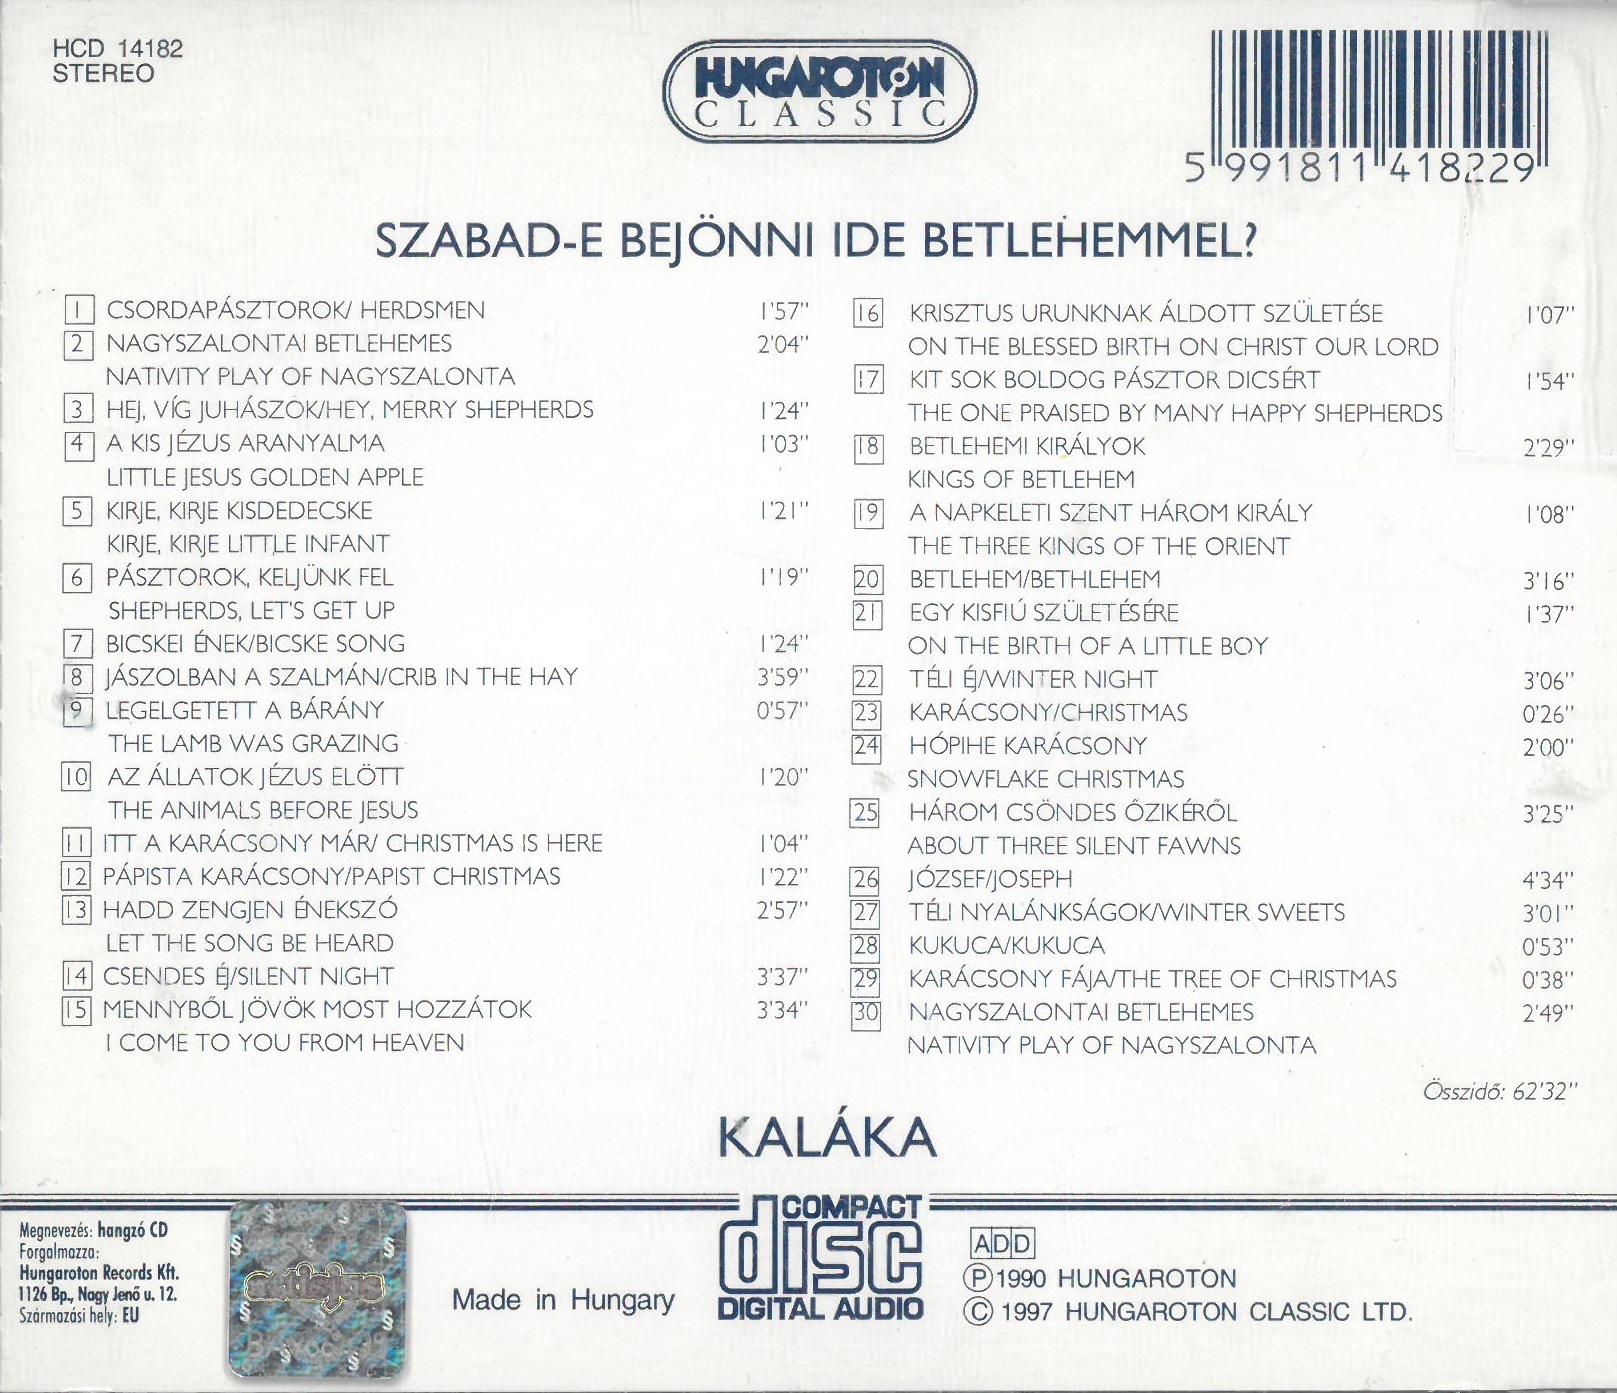 HCD 14182
STEREO
HUNGAROTON
CLASSIC
5 991811 418229
SZABAD-E BEJÖNNI IDE BETLEHEMMEL?
1 CSORDAPÁSZTOROK/ HERDSMEN 1'57"
2 NAGYSZALONTAI BETLEHEMES 2'04"
NATIVITY PLAY OF NAGYSZALONTA
3 HEJ, VÍG JUHÁSZOK/HEY, MERRY SHEPHERDS 1'24"
4 A KIS JÉZUS ARANYALMA 1'03"
LITTLE JESUS GOLDEN APPLE
5 KIRJE, KIRJE KISDEDECSKE 1'21"
KIRJE, KIRJE LITTLE INFANT
6 PÁSZTOROK, KELJÜNK FEL 1'19"
SHEPHERDS, LET'S GET UP
7 BICSKEI ÉNEK/BICSKE SONG 1'24"
8 JÁSZOLBAN A SZALMÁN/CRIB IN THE HAY 3'59"
9 LEGELGETETT A BÁRÁNY 0'57"
THE LAMB WAS GRAZING
10 AZ ÁLLATOK JÉZUS ELÖTT 1'20"
THE ANIMALS BEFORE JESUS
11 ITT A KARÁCSONY MÁR/ CHRISTMAS IS HERE 1'04"
12 PÁPISTA KARÁCSONY/PAPIST CHRISTMAS 1'22"
13 HADD ZENGJEN ÉNEKSZÓ 2'57"
LET THE SONG BE HEARD
14 CSENDES ÉJ/SILENT NIGHT 3'37"
15 MENNYBŐL JÖVÖK MOST HOZZÁTOK 3'34"
I COME TO YOU FROM HEAVEN
16 KRISZTUS URUNKNAK ÁLDOTT SZÜLETÉSE 1'07"
ON THE BLESSED BIRTH ON CHRIST OUR LORD
17 KIT SOK BOLDOG PÁSZTOR DICSÉRT 1'54"
THE ONE PRAISED BY MANY HAPPY SHEPHERDS
18 BETLEHEMI KIRÁLYOK 2'29"
KINGS OF BETLEHEM
19 A NAPKELETI SZENT HÁROM KIRÁLY 1'08"
THE THREE KINGS OF THE ORIENT
20 BETLEHEM/BETHLEHEM 3'16"
21 EGY KISFIÚ SZÜLETÉSÉRE 1'37"
ON THE BIRTH OF A LITTLE BOY
22 TÉLI ÉJ/WINTER NIGHT 3'06"
23 KARÁCSONY/CHRISTMAS 0'26"
24 HÓPIHE KARÁCSONY 2'00"
SNOWFLAKE CHRISTMAS
25 HÁROM CSÖNDES ŐZIKÉRŐL 3'25"
ABOUT THREE SILENT FAWNS
26 JÓZSEF/JOSEPH 4'34"
27 TÉLI NYALÁNKSÁGOK/WINTER SWEETS 3'01"
28 KUKUCA/KUKUCA 0'53"
29 KARÁCSONY FÁJA/THE TREE OF CHRISTMAS 0'38"
30 NAGYSZALONTAI BETLEHEMES 2'49"
NATIVITY PLAY OF NAGYSZALONTA
Összidő: 62'32"
KALÁKA
Megnevezés: hangzó CD
Forgalmazza:
Hungaroton Records Kft.
1126 Bp., Nagy Jenő u. 12.
Származási hely: EU
Made in Hungary
COMPACT
disc
DIGITAL AUDIO
ADD
Ⓟ1990 HUNGAROTON
© 1997 HUNGAROTON CLASSIC LTD.